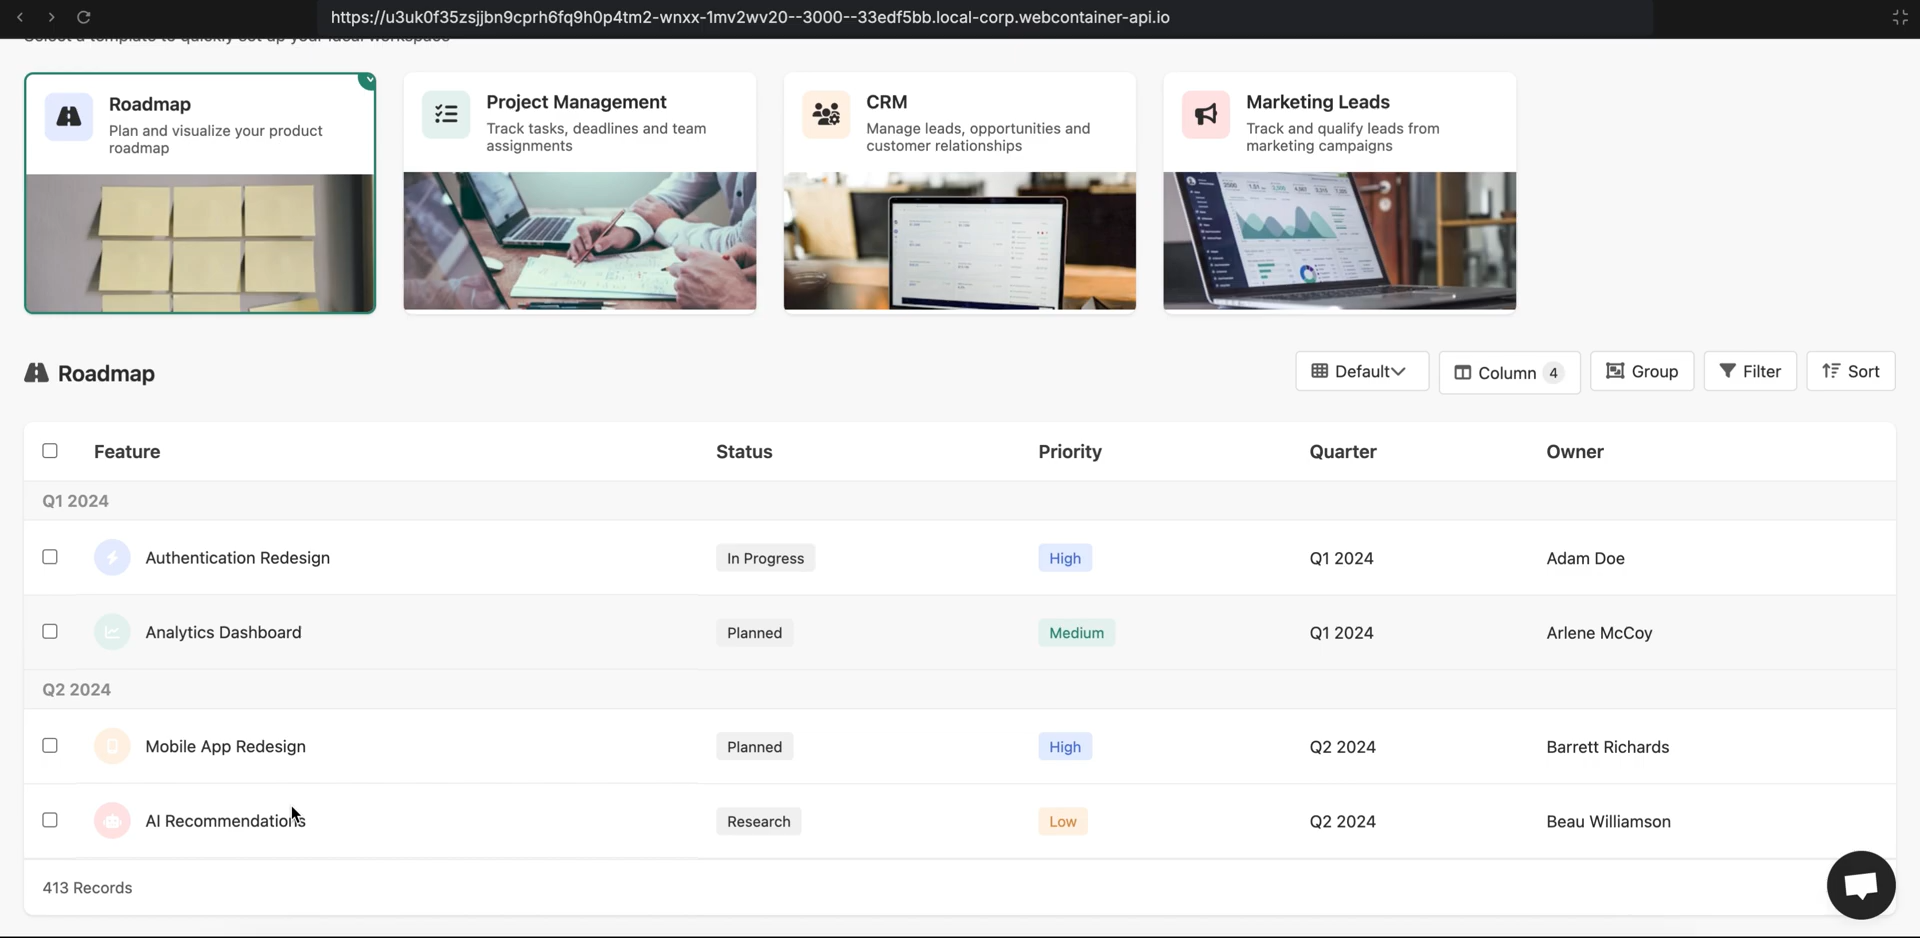 https://u3uk0f35zsjjbn9cprh6fq9h0p4tm2-wnxx-1mv2wv20--3000--33edf5bb.local-corp.webcontainer-api.io
Select a template to quickly set up your ideal workspace
Roadmap
Plan and visualize your product
roadmap
Project Management
Track tasks, deadlines and team
assignments
CRM
Manage leads, opportunities and
customer relationships
Marketing Leads
Track and qualify leads from
marketing campaigns
Roadmap
Default
Column 4
Group
Filter
Sort
Feature Status Priority Quarter Owner
Q1 2024
Authentication Redesign In Progress High Q1 2024 Adam Doe
Analytics Dashboard Planned Medium Q1 2024 Arlene McCoy
Q2 2024
Mobile App Redesign Planned High Q2 2024 Barrett Richards
AI Recommendations Research Low Q2 2024 Beau Williamson
413 Records